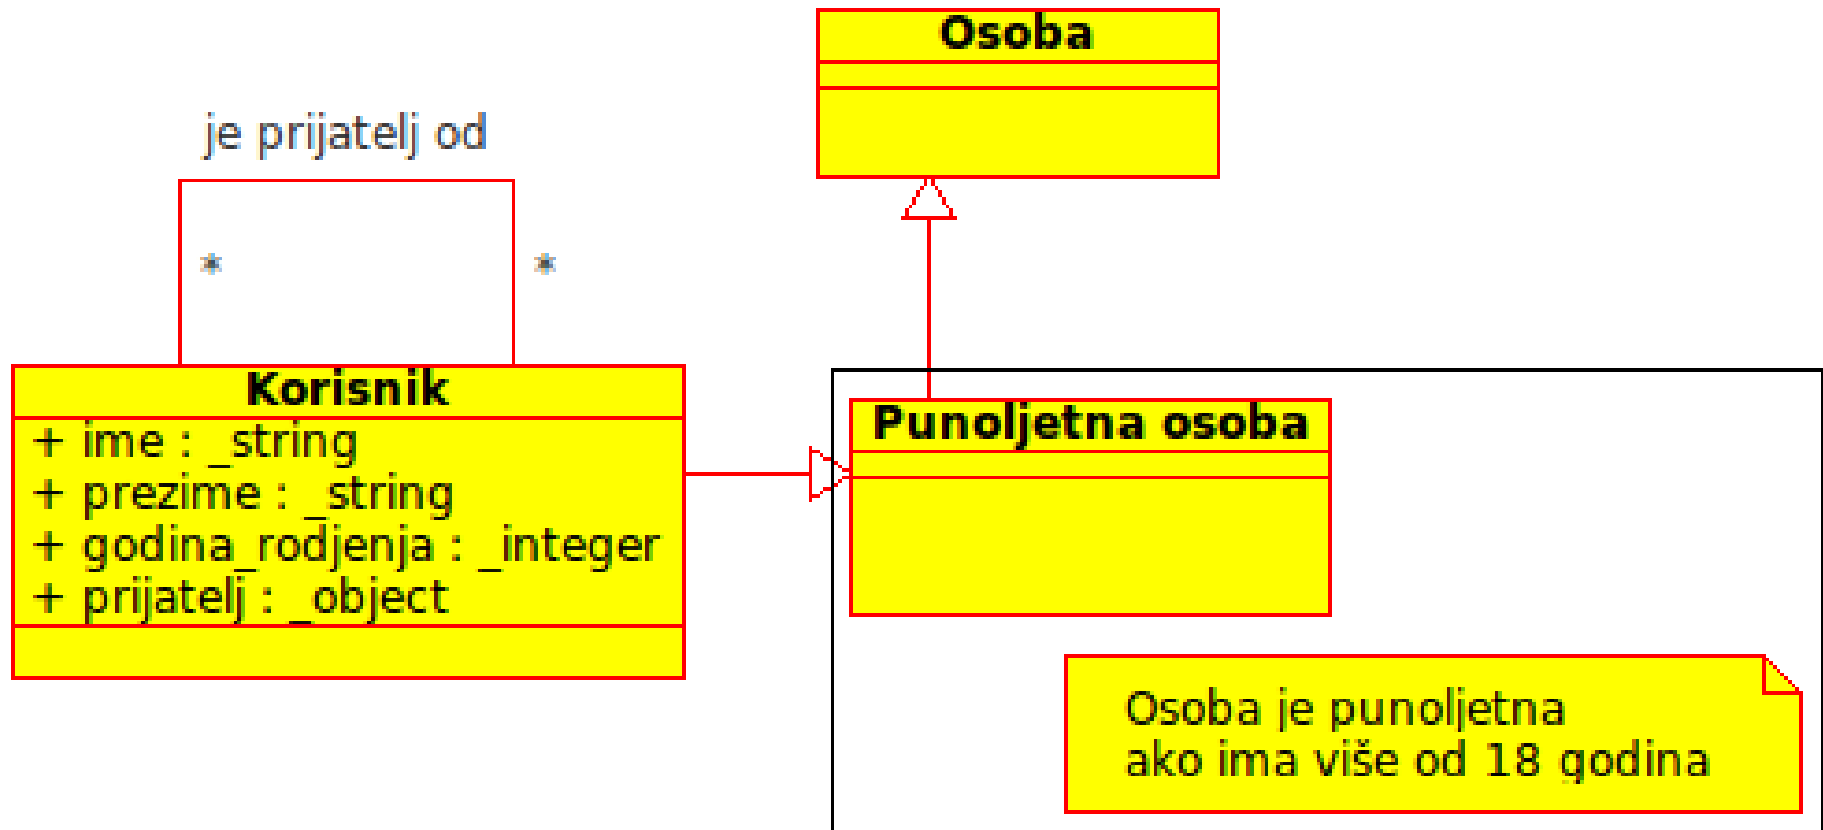 Osoba
je prijatelj od
* *
Korisnik
+ ime : _string
+ prezime : _string
+ godina_rodjenja : _integer
+ prijatelj : _object
Punoljetna osoba
Osoba je punoljetna
ako ima više od 18 godina